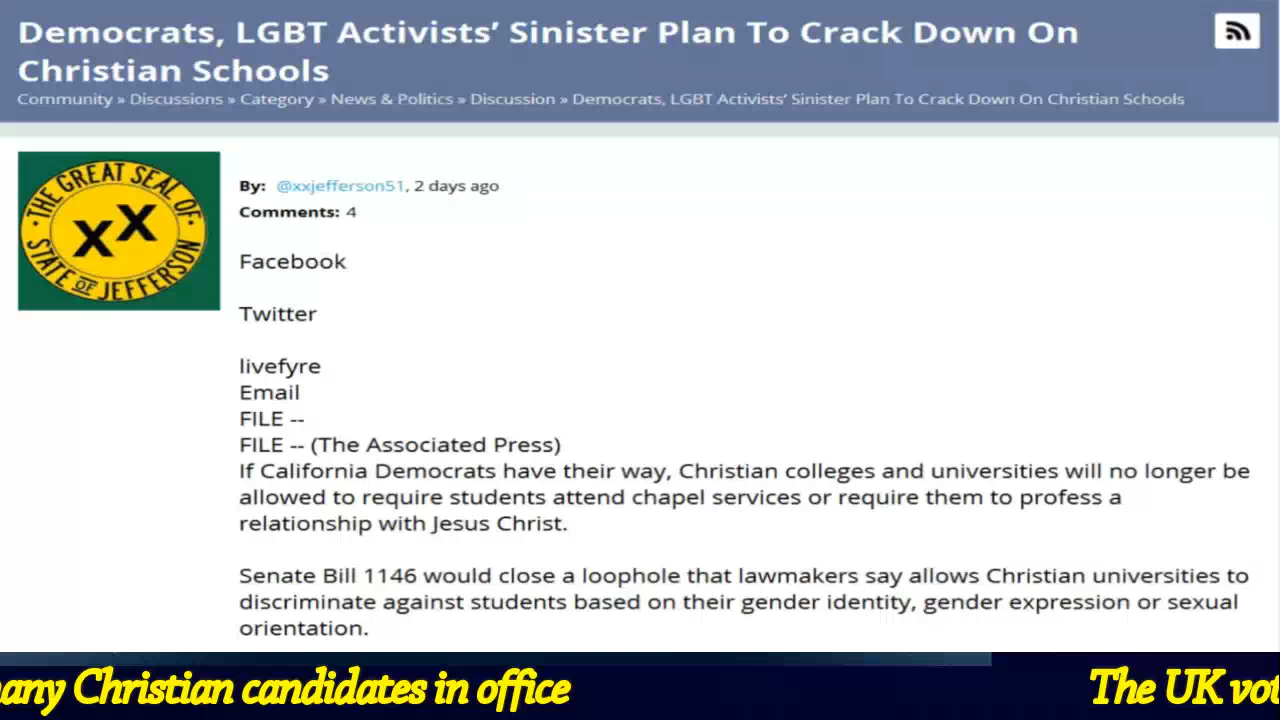 Democrats, LGBT Activists’ Sinister Plan To Crack Down On
Christian Schools
Community » Discussions » Category » News & Politics » Discussion » Democrats, LGBT Activists’ Sinister Plan To Crack Down On Christian Schools
· THE GREAT SEAL OF ·
XX
STATE OF JEFFERSON
By: @xxjefferson51, 2 days ago
Comments: 4
Facebook
Twitter
livefyre
Email
FILE --
FILE -- (The Associated Press)
If California Democrats have their way, Christian colleges and universities will no longer be
allowed to require students attend chapel services or require them to profess a
relationship with Jesus Christ.
Senate Bill 1146 would close a loophole that lawmakers say allows Christian universities to
discriminate against students based on their gender identity, gender expression or sexual
orientation.
any Christian candidates in office The UK vot